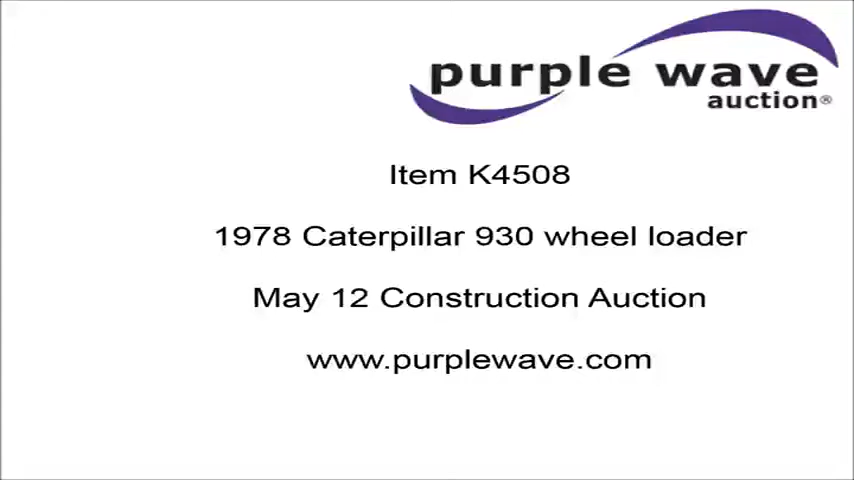 purple wave
auction®
Item K4508
1978 Caterpillar 930 wheel loader
May 12 Construction Auction
www.purplewave.com